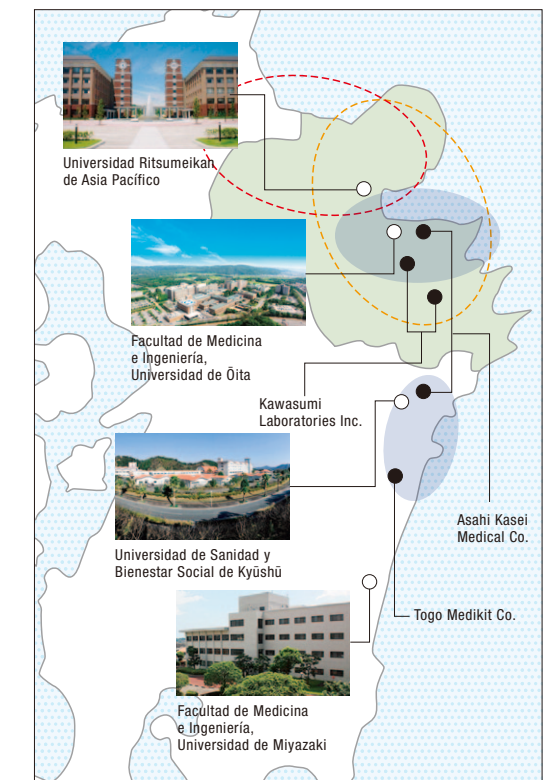 Universidad Ritsumeikan
de Asia Pacífico
Facultad de Medicina
e Ingeniería,
Universidad de Ōita
Kawasumi
Laboratories Inc.
Universidad de Sanidad y
Bienestar Social de Kyūshū
Asahi Kasei
Medical Co.
Togo Medikit Co.
Facultad de Medicina
e Ingeniería,
Universidad de Miyazaki